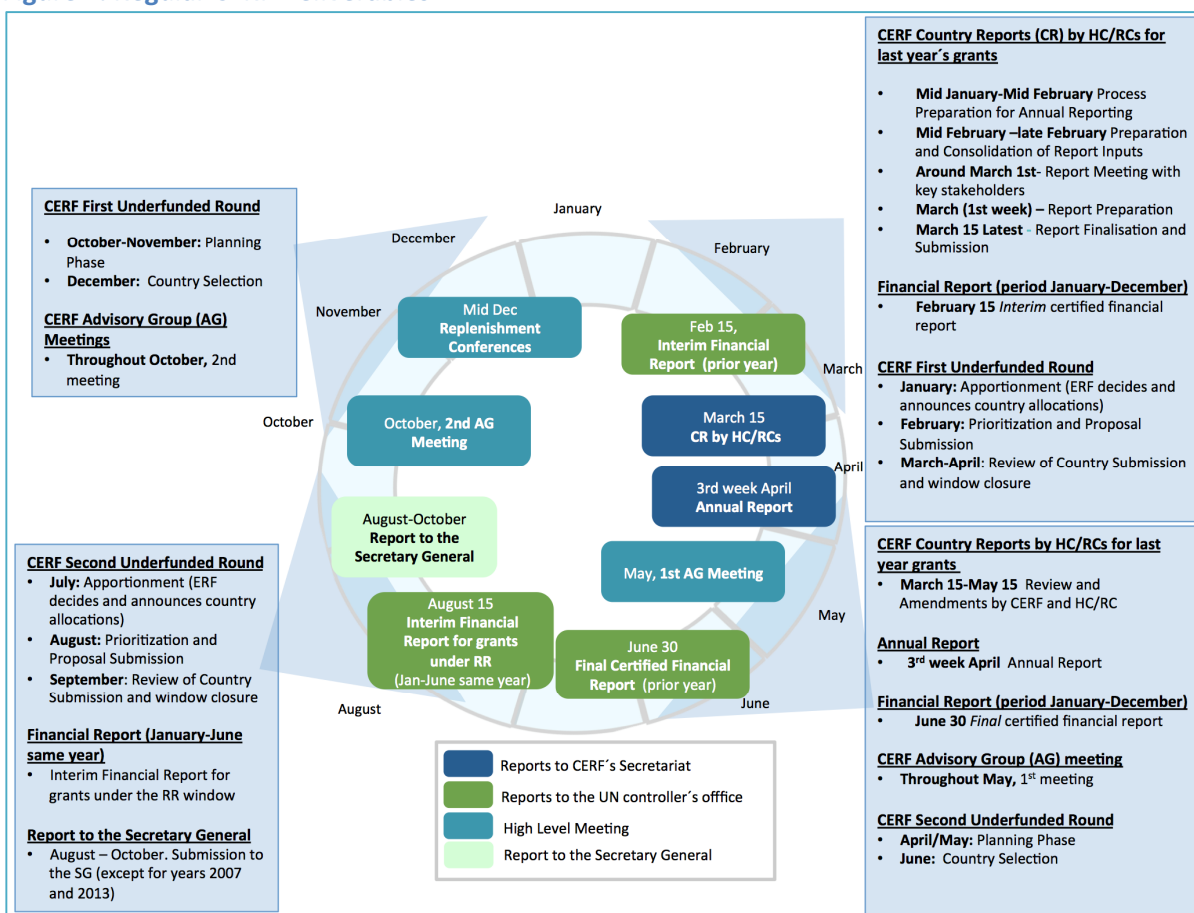 CERF Country Reports (CR) by HC/RCs for
last year´s grants
• Mid January-Mid February Process
Preparation for Annual Reporting
• Mid February –late February Preparation
and Consolidation of Report Inputs
• Around March 1st- Report Meeting with
key stakeholders
• March (1st week) – Report Preparation
• March 15 Latest - Report Finalisation and
Submission
Financial Report (period January-December)
• February 15 Interim certified financial
report
CERF First Underfunded Round
• January: Apportionment (ERF decides and
announces country allocations)
• February: Prioritization and Proposal
Submission
• March-April: Review of Country Submission
and window closure
CERF First Underfunded Round
• October-November: Planning
Phase
• December: Country Selection
CERF Advisory Group (AG)
Meetings
• Throughout October, 2nd
meeting
January
February
March
April
May
June
August
October
November
December
Mid Dec
Replenishment
Conferences
Feb 15,
Interim Financial
Report (prior year)
March 15
CR by HC/RCs
3rd week April
Annual Report
May, 1st AG Meeting
June 30
Final Certified Financial
Report (prior year)
August 15
Interim Financial
Report for grants
under RR
(Jan-June same year)
August-October
Report to the
Secretary General
October, 2nd AG
Meeting
CERF Second Underfunded Round
• July: Apportionment (ERF
decides and announces country
allocations)
• August: Prioritization and
Proposal Submission
• September: Review of Country
Submission and window closure
Financial Report (January-June
same year)
• Interim Financial Report for
grants under the RR window
Report to the Secretary General
• August – October. Submission to
the SG (except for years 2007
and 2013)
Reports to CERF´s Secretariat
Reports to the UN controller´s offfice
High Level Meeting
Report to the Secretary General
CERF Country Reports by HC/RCs for last
year grants
• March 15-May 15 Review and
Amendments by CERF and HC/RC
Annual Report
• 3rd week April Annual Report
Financial Report (period January-December)
• June 30 Final certified financial report
CERF Advisory Group (AG) meeting
• Throughout May, 1st meeting
CERF Second Underfunded Round
• April/May: Planning Phase
• June: Country Selection